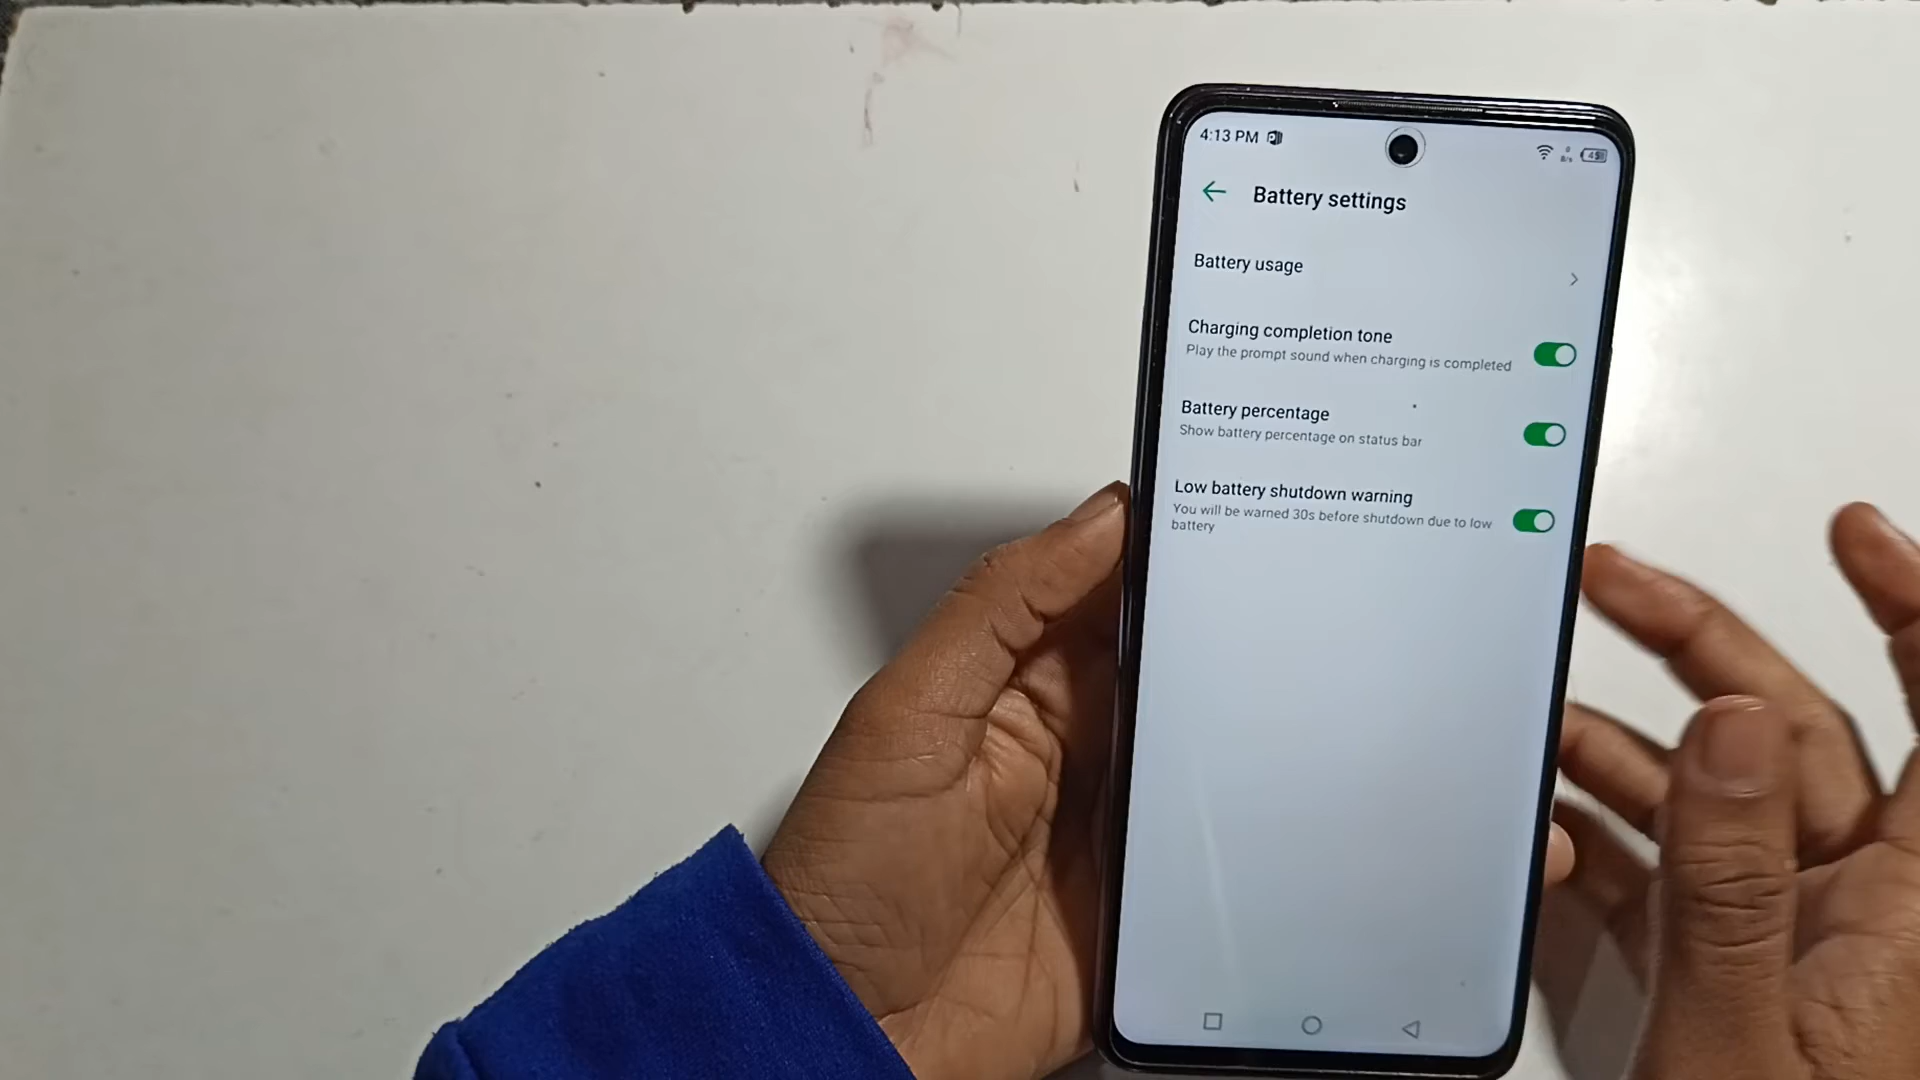 4:13 PM
Battery settings
Battery usage
Charging completion tone
Play the prompt sound when charging is completed
Battery percentage
Show battery percentage on status bar
Low battery shutdown warning
You will be warned 30s before shutdown due to low
battery